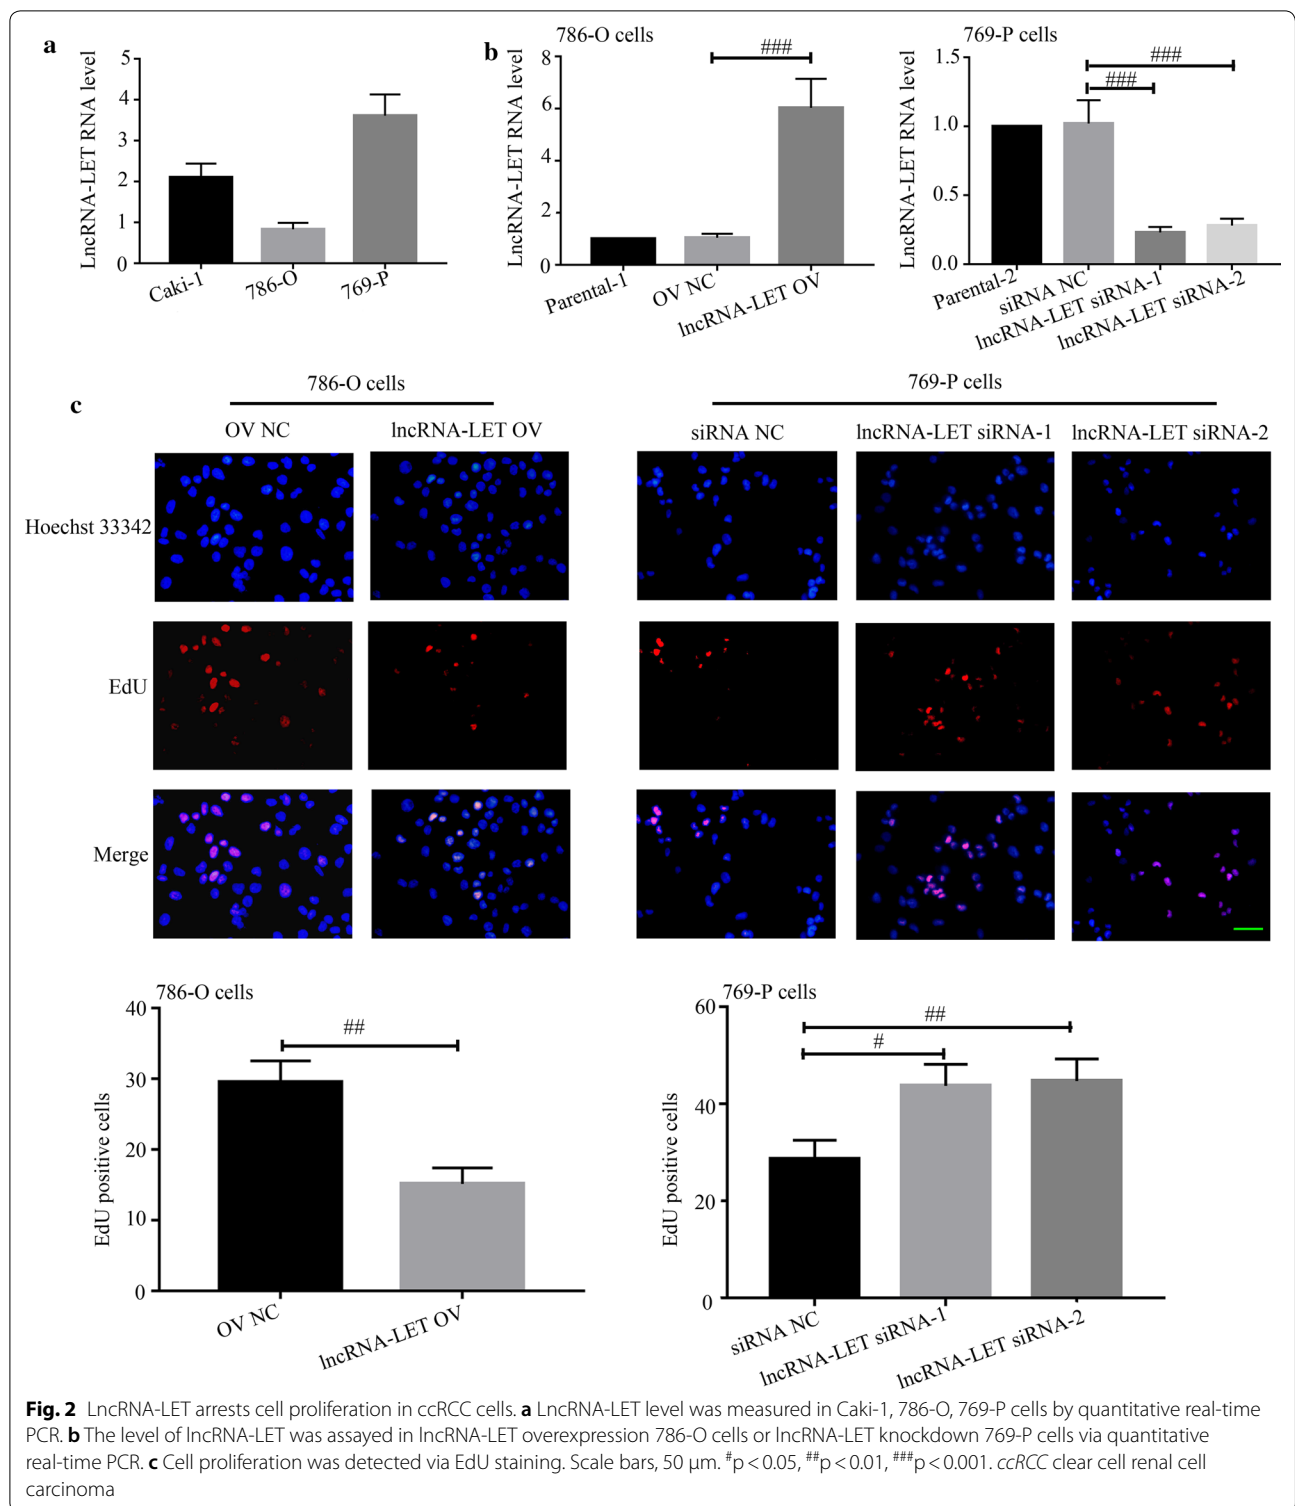 a
LncRNA-LET RNA level
5
4
3
2
1
0
Caki-1
786-O
769-P
b
786-O cells
LncRNA-LET RNA level
8
6
4
2
0
###
Parental-1
OV NC
lncRNA-LET OV
769-P cells
LncRNA-LET RNA level
1.5
1.0
0.5
0.0
###
###
Parental-2
siRNA NC
lncRNA-LET siRNA-1
lncRNA-LET siRNA-2
c
786-O cells
769-P cells
OV NC
lncRNA-LET OV
siRNA NC
lncRNA-LET siRNA-1
lncRNA-LET siRNA-2
Hoechst 33342
EdU
Merge
786-O cells
EdU positive cells
40
30
20
10
0
##
OV NC
lncRNA-LET OV
769-P cells
EdU positive cells
60
40
20
0
##
#
siRNA NC
lncRNA-LET siRNA-1
lncRNA-LET siRNA-2
Fig. 2 LncRNA-LET arrests cell proliferation in ccRCC cells. a LncRNA-LET level was measured in Caki-1, 786-O, 769-P cells by quantitative real-time
PCR. b The level of lncRNA-LET was assayed in lncRNA-LET overexpression 786-O cells or lncRNA-LET knockdown 769-P cells via quantitative
real-time PCR. c Cell proliferation was detected via EdU staining. Scale bars, 50 μm. #p < 0.05, ##p < 0.01, ###p < 0.001. ccRCC clear cell renal cell
carcinoma